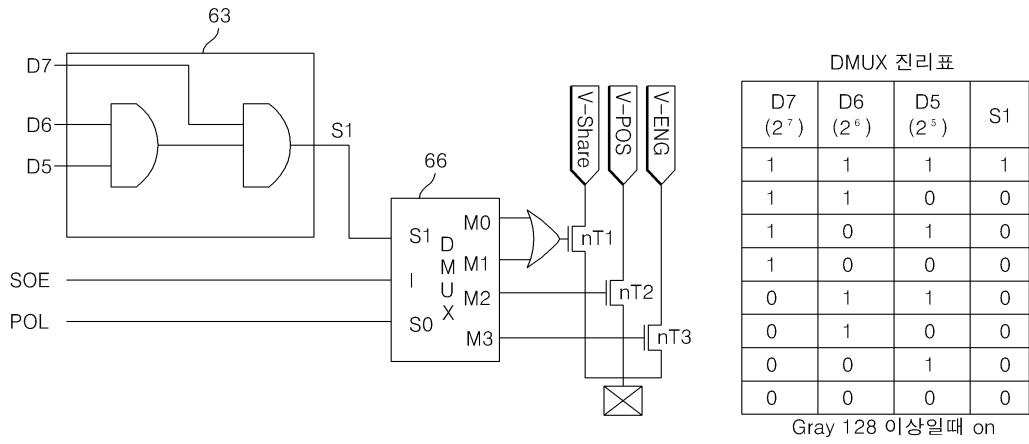 63
D7
D6
D5
S1
66
SOE
POL
S1
I
S0
D
M
U
X
M0
M1
M2
M3
V-Share
V-POS
V-ENG
nT1
nT2
nT3
DMUX 진리표
D7 (2⁷) D6 (2⁶) D5 (2⁵) S1
1 1 1 1
1 1 0 0
1 0 1 0
1 0 0 0
0 1 1 0
0 1 0 0
0 0 1 0
0 0 0 0
Gray 128 이상일때 on